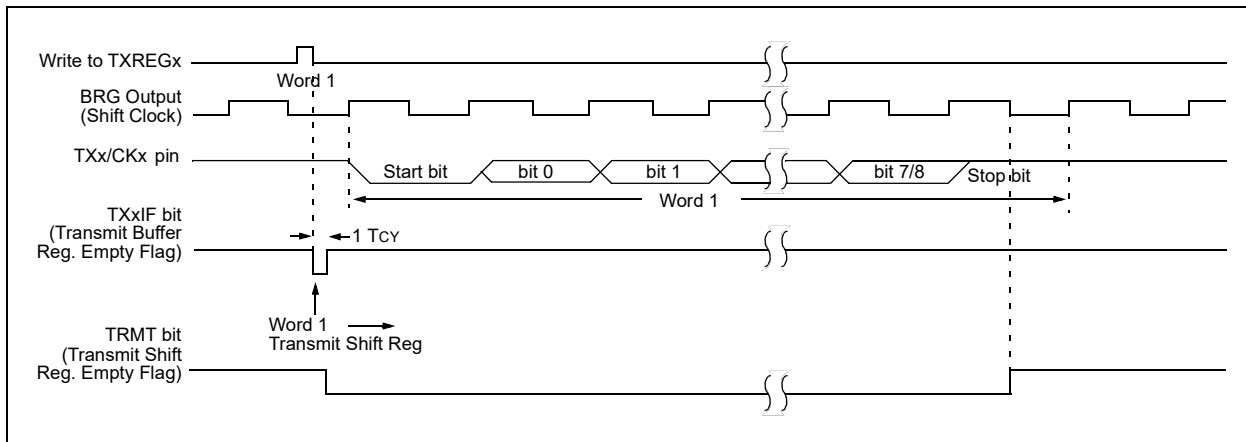 Write to TXREGx
Word 1
BRG Output
(Shift Clock)
TXx/CKx pin
Start bit
bit 0
bit 1
bit 7/8
Stop bit
Word 1
TXxIF bit
(Transmit Buffer
Reg. Empty Flag)
1 TCY
Word 1
Transmit Shift Reg
TRMT bit
(Transmit Shift
Reg. Empty Flag)